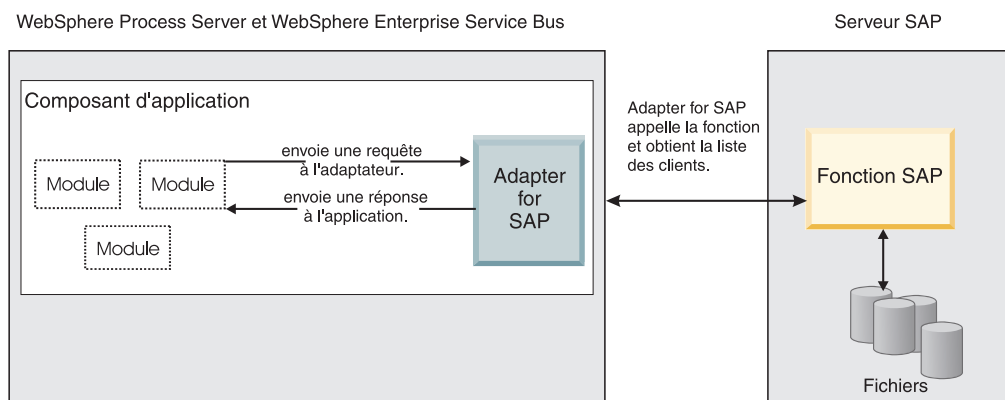 WebSphere Process Server et WebSphere Enterprise Service Bus
Serveur SAP
Composant d'application
Module
Module
Module
envoie une requête
à l'adaptateur.
envoie une réponse
à l'application.
Adapter
for
SAP
Adapter for SAP
appelle la fonction
et obtient la liste
des clients.
Fonction SAP
Fichiers